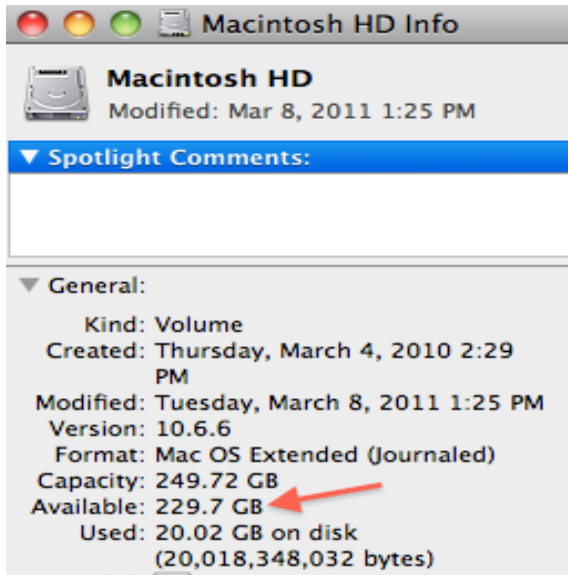 Macintosh HD Info
Macintosh HD
Modified: Mar 8, 2011 1:25 PM
▼ Spotlight Comments:
▼ General:
Kind: Volume
Created: Thursday, March 4, 2010 2:29
PM
Modified: Tuesday, March 8, 2011 1:25 PM
Version: 10.6.6
Format: Mac OS Extended (Journaled)
Capacity: 249.72 GB
Available: 229.7 GB
Used: 20.02 GB on disk
(20,018,348,032 bytes)